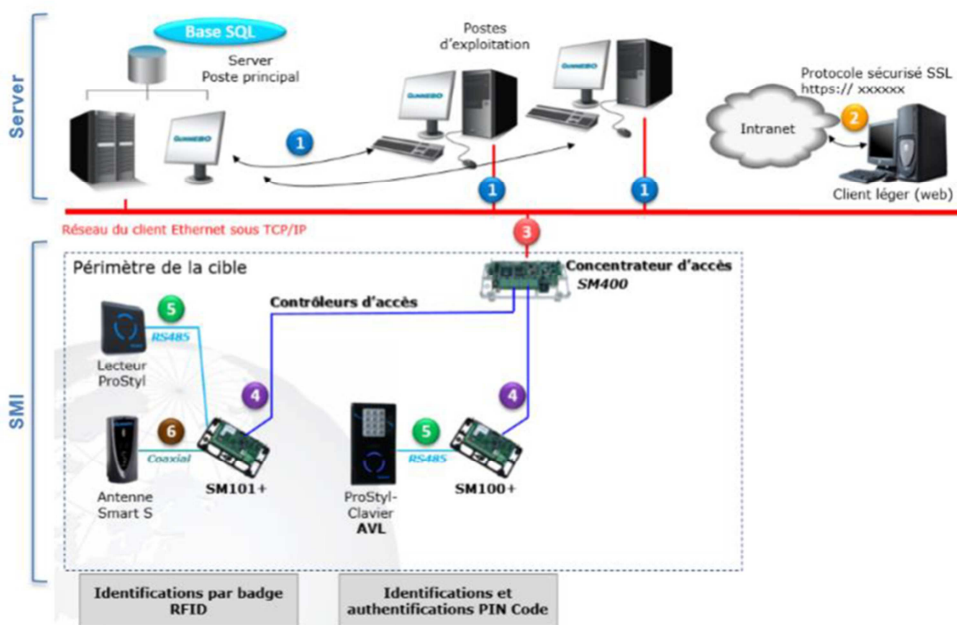 Server
Base SQL
Server
Poste principal
GUNNEBO
Postes
d'exploitation
GUNNEBO
GUNNEBO
Protocole sécurisé SSL
https:// xxxxxx
Intranet
Client léger (web)
1
1
1
2
Réseau du client Ethernet sous TCP/IP
3
SMI
Périmètre de la cible
Concentrateur d'accès
SM400
Contrôleurs d'accès
5
RS485
Lecteur
ProStyl
4
4
6
Coaxial
5
RS485
SM101+
SM100+
Antenne
Smart S
ProStyl-
Clavier
AVL
Identifications par badge
RFID
Identifications et
authentifications PIN Code